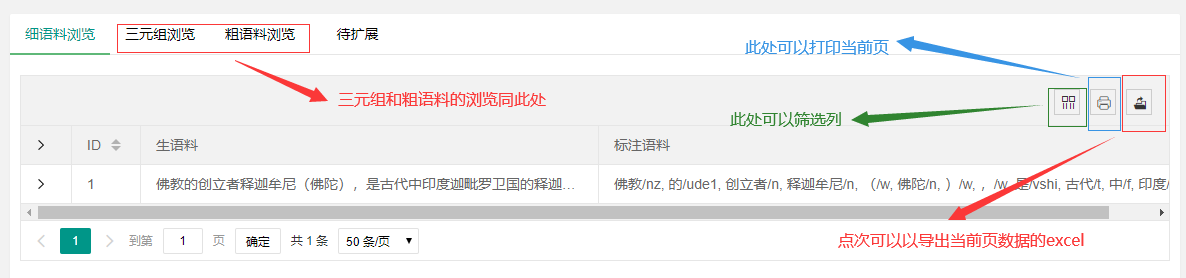 细语料浏览 三元组浏览 粗语料浏览 待扩展
此处可以打印当前页
三元组和粗语料的浏览同此处
此处可以筛选列
ID 生语料 标注语料
1 佛教的创立者释迦牟尼（佛陀），是古代中印度迦毗罗卫国的释迦... 佛教/nz, 的/ude1, 创立者/n, 释迦牟尼/n, （/w, 佛陀/n, ）/w, ，/w, 是/vshi, 古代/t, 中/f, 印度/
1 到第 1 页 确定 共 1 条 50 条/页
点次可以以导出当前页数据的excel